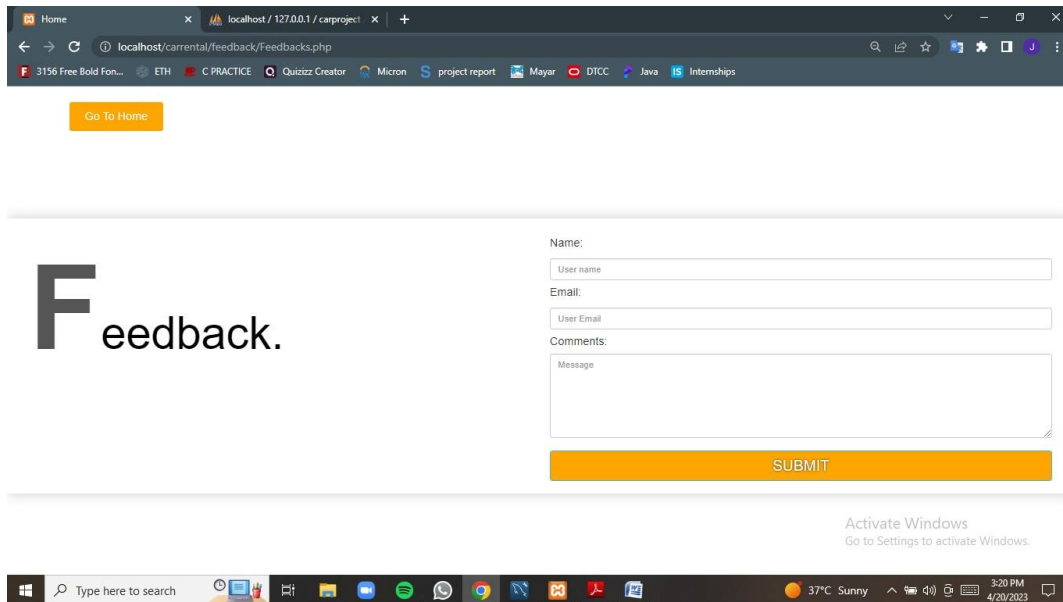 Home
localhost / 127.0.0.1 / carproject
localhost/carrental/feedback/Feedbacks.php
J
F 3156 Free Bold Fon... ETH C PRACTICE Q Quizizz Creator Micron S project report Mayar DTCC Java IS Internships
Go To Home
Feedback.
Name:
User name
Email:
User Email
Comments:
Message
SUBMIT
Activate Windows
Go to Settings to activate Windows.
Type here to search
37°C Sunny
3:20 PM
4/20/2023